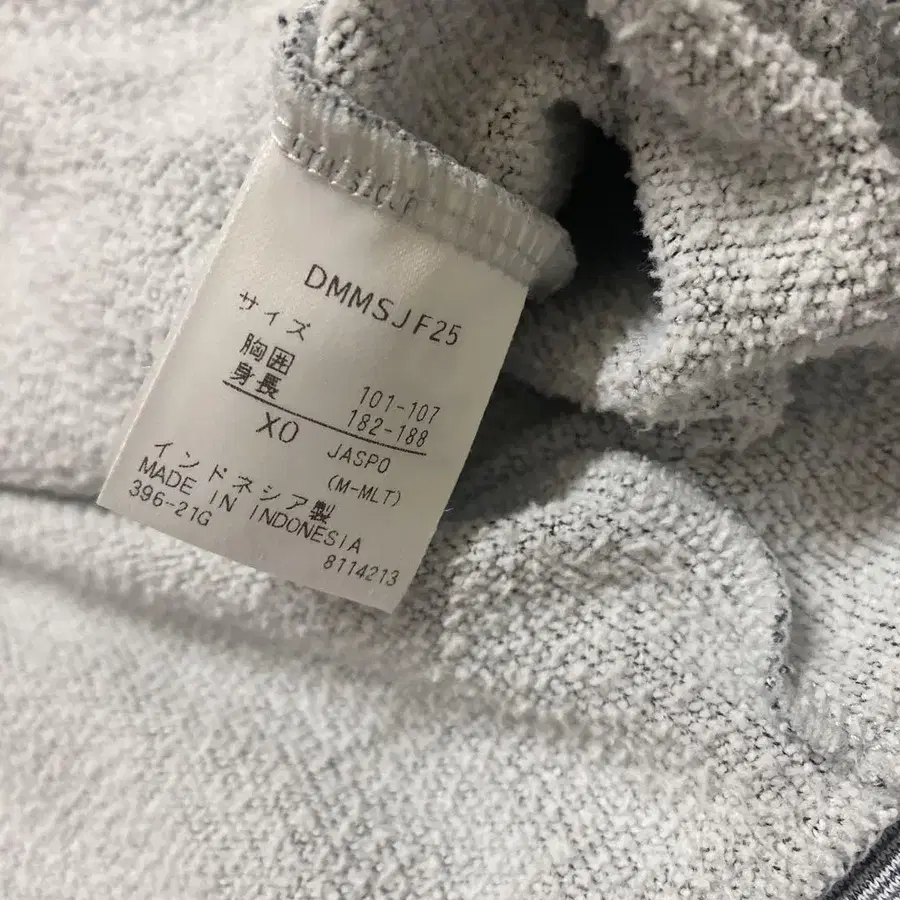 DMMSJF25
サイズ
胸囲 101-107
身長 182-188
XO JASPO
(M-MLT)
インドネシア製
MADE IN INDONESIA
396-21G 8114213